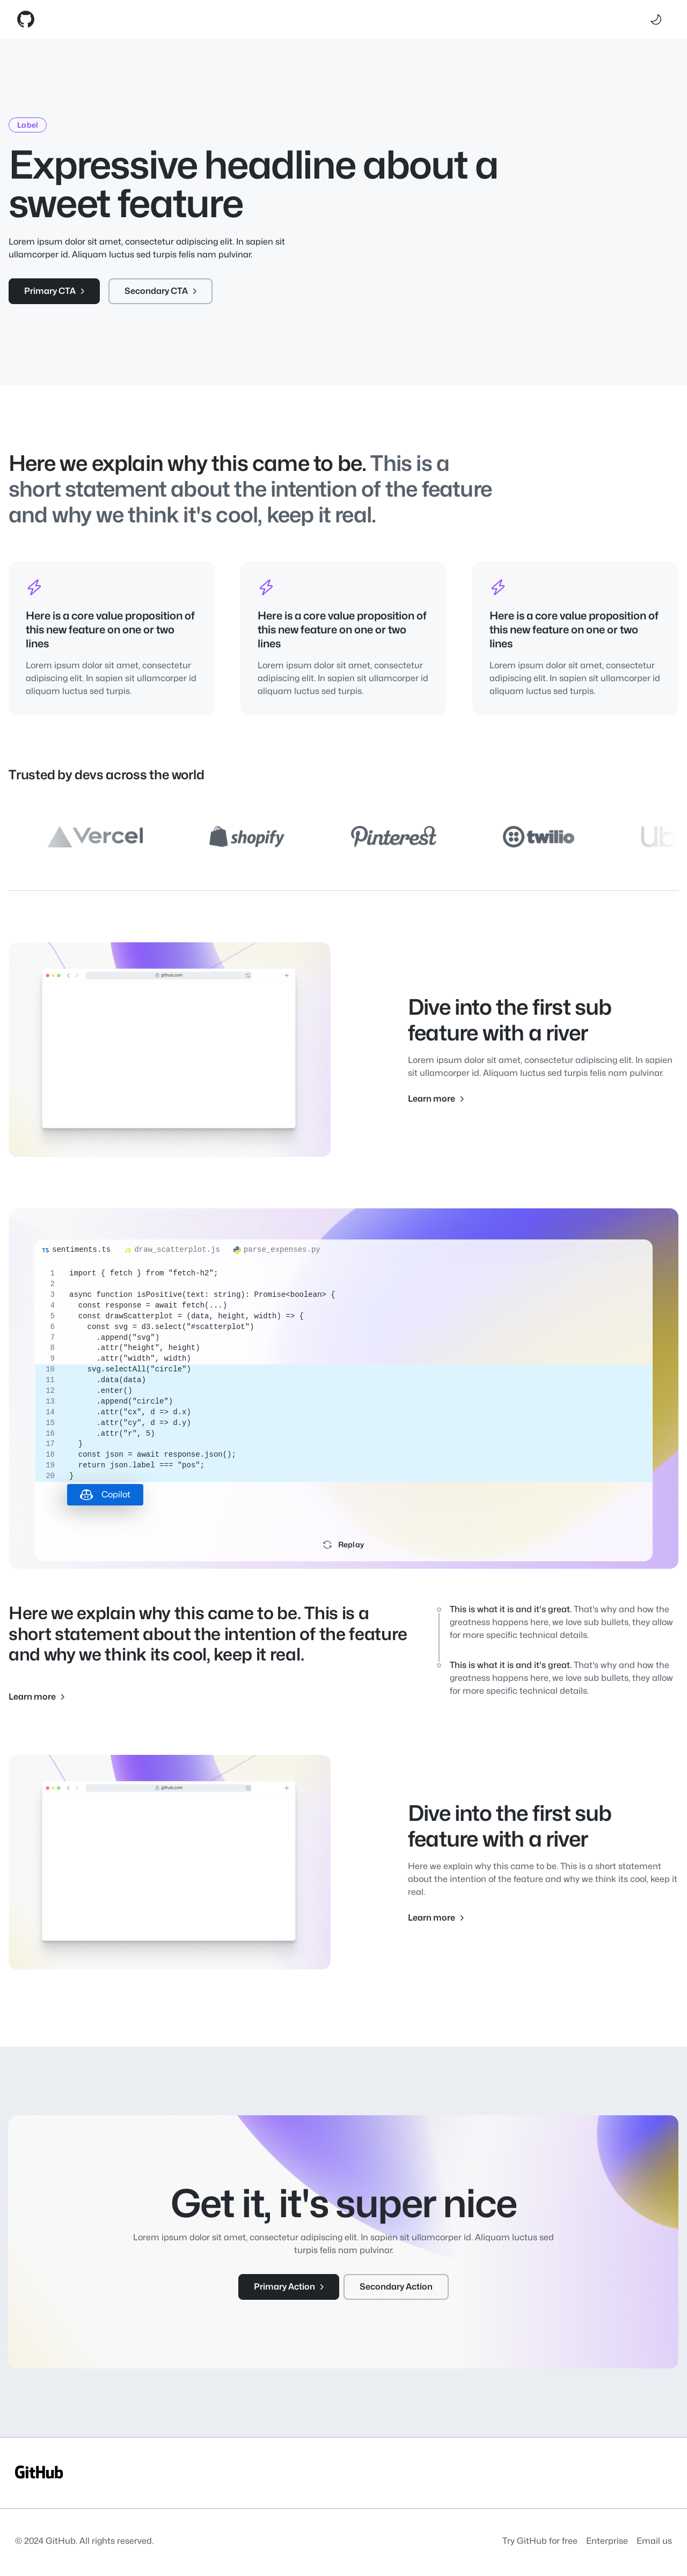 Label
Expressive headline about a
sweet feature
Lorem ipsum dolor sit amet, consectetur adipiscing elit. In sapien sit
ullamcorper id. Aliquam luctus sed turpis felis nam pulvinar.
Primary CTA
Secondary CTA
Here we explain why this came to be. This is a
short statement about the intention of the feature
and why we think it's cool, keep it real.
Here is a core value proposition of
this new feature on one or two
lines
Lorem ipsum dolor sit amet, consectetur
adipiscing elit. In sapien sit ullamcorper id
aliquam luctus sed turpis.
Here is a core value proposition of
this new feature on one or two
lines
Lorem ipsum dolor sit amet, consectetur
adipiscing elit. In sapien sit ullamcorper id
aliquam luctus sed turpis.
Here is a core value proposition of
this new feature on one or two
lines
Lorem ipsum dolor sit amet, consectetur
adipiscing elit. In sapien sit ullamcorper id
aliquam luctus sed turpis.
Trusted by devs across the world
Vercel
shopify
Pinterest
twilio
Ub
github.com
Dive into the first sub
feature with a river
Lorem ipsum dolor sit amet, consectetur adipiscing elit. In sapien
sit ullamcorper id. Aliquam luctus sed turpis felis nam pulvinar.
Learn more
TS sentiments.ts JS draw_scatterplot.js parse_expenses.py
1 import { fetch } from "fetch-h2";
2
3 async function isPositive(text: string): Promise<boolean> {
4 const response = await fetch(...)
5 const drawScatterplot = (data, height, width) => {
6 const svg = d3.select("#scatterplot")
7 .append("svg")
8 .attr("height", height)
9 .attr("width", width)
10 svg.selectAll("circle")
11 .data(data)
12 .enter()
13 .append("circle")
14 .attr("cx", d => d.x)
15 .attr("cy", d => d.y)
16 .attr("r", 5)
17 }
18 const json = await response.json();
19 return json.label === "pos";
20 }
Copilot
Replay
Here we explain why this came to be. This is a
short statement about the intention of the feature
and why we think its cool, keep it real.
Learn more
This is what it is and it's great. That's why and how the
greatness happens here, we love sub bullets, they allow
for more specific technical details.
This is what it is and it's great. That's why and how the
greatness happens here, we love sub bullets, they allow
for more specific technical details.
github.com
Dive into the first sub
feature with a river
Here we explain why this came to be. This is a short statement
about the intention of the feature and why we think its cool, keep it
real.
Learn more
Get it, it's super nice
Lorem ipsum dolor sit amet, consectetur adipiscing elit. In sapien sit ullamcorper id. Aliquam luctus sed
turpis felis nam pulvinar.
Primary Action
Secondary Action
GitHub
© 2024 GitHub. All rights reserved.
Try GitHub for free Enterprise Email us